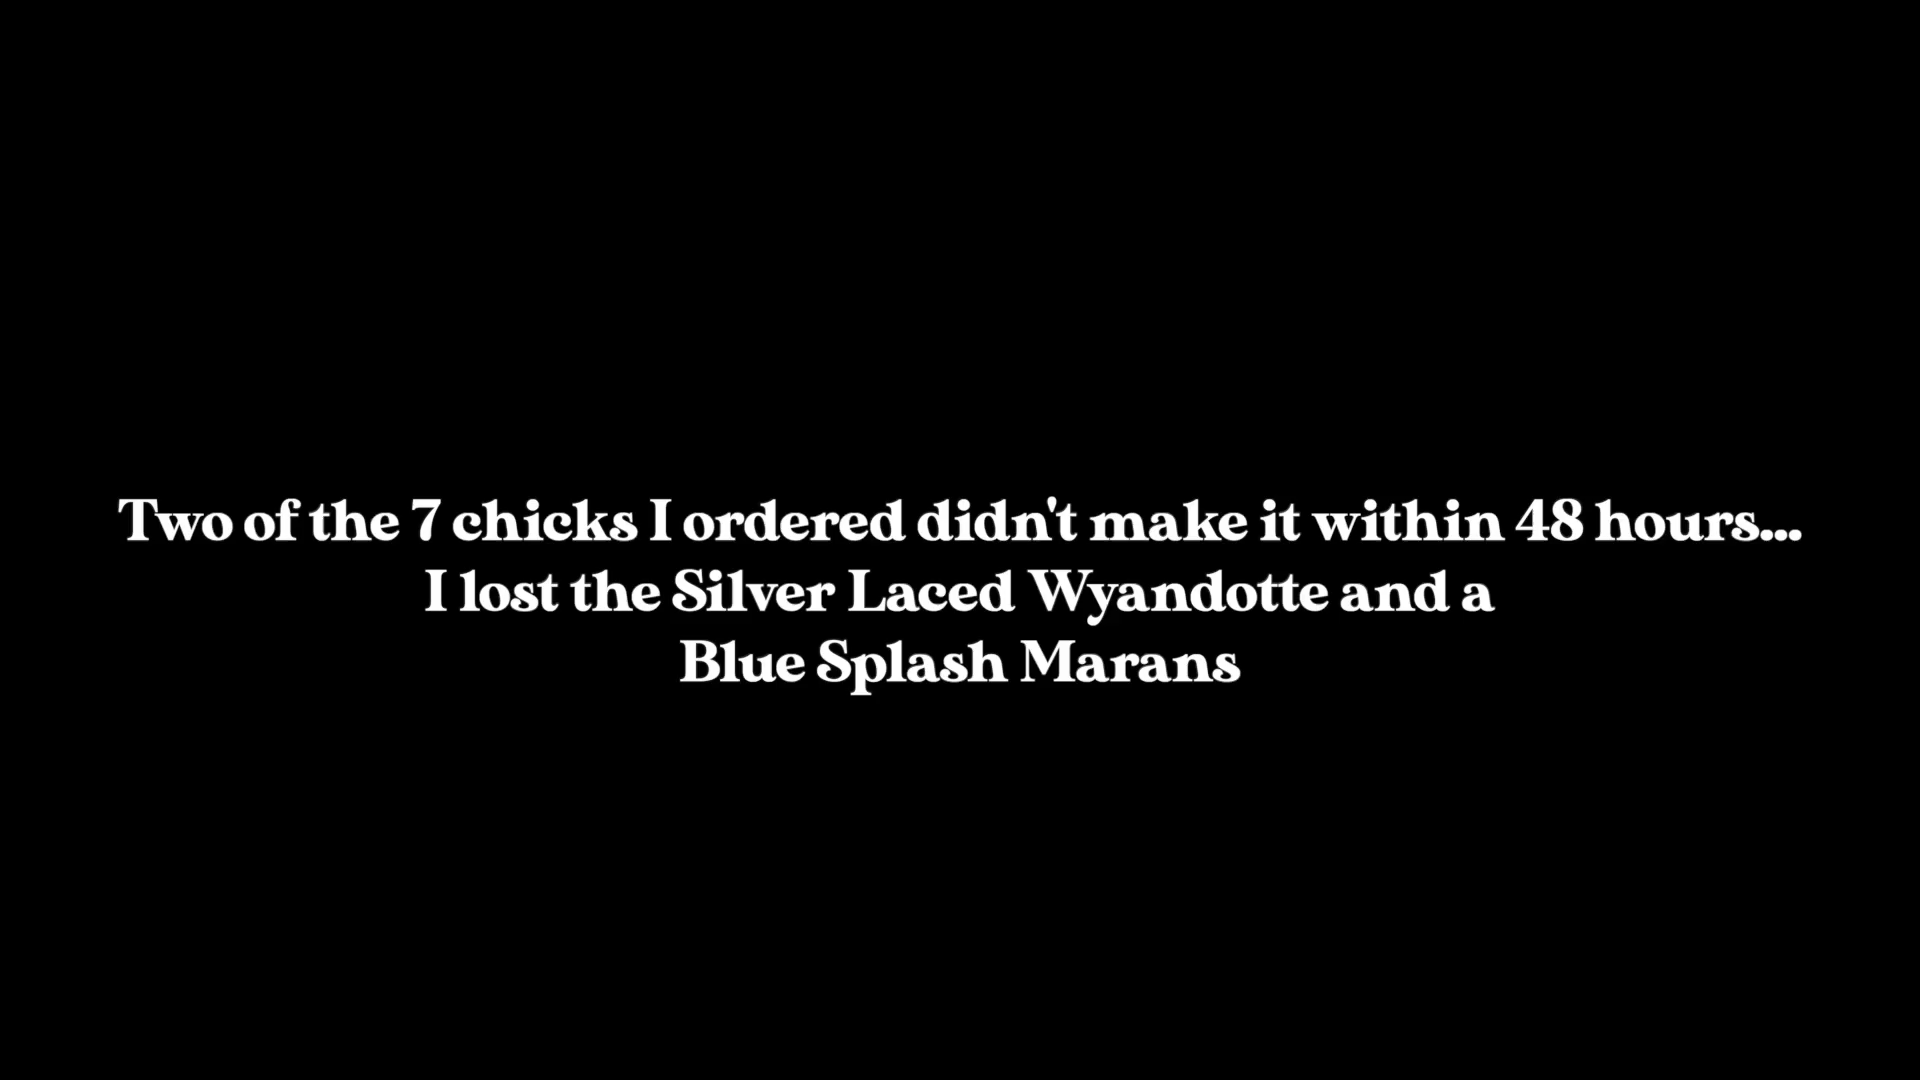 Two of the 7 chicks I ordered didn't make it within 48 hours...
I lost the Silver Laced Wyandotte and a
Blue Splash Marans